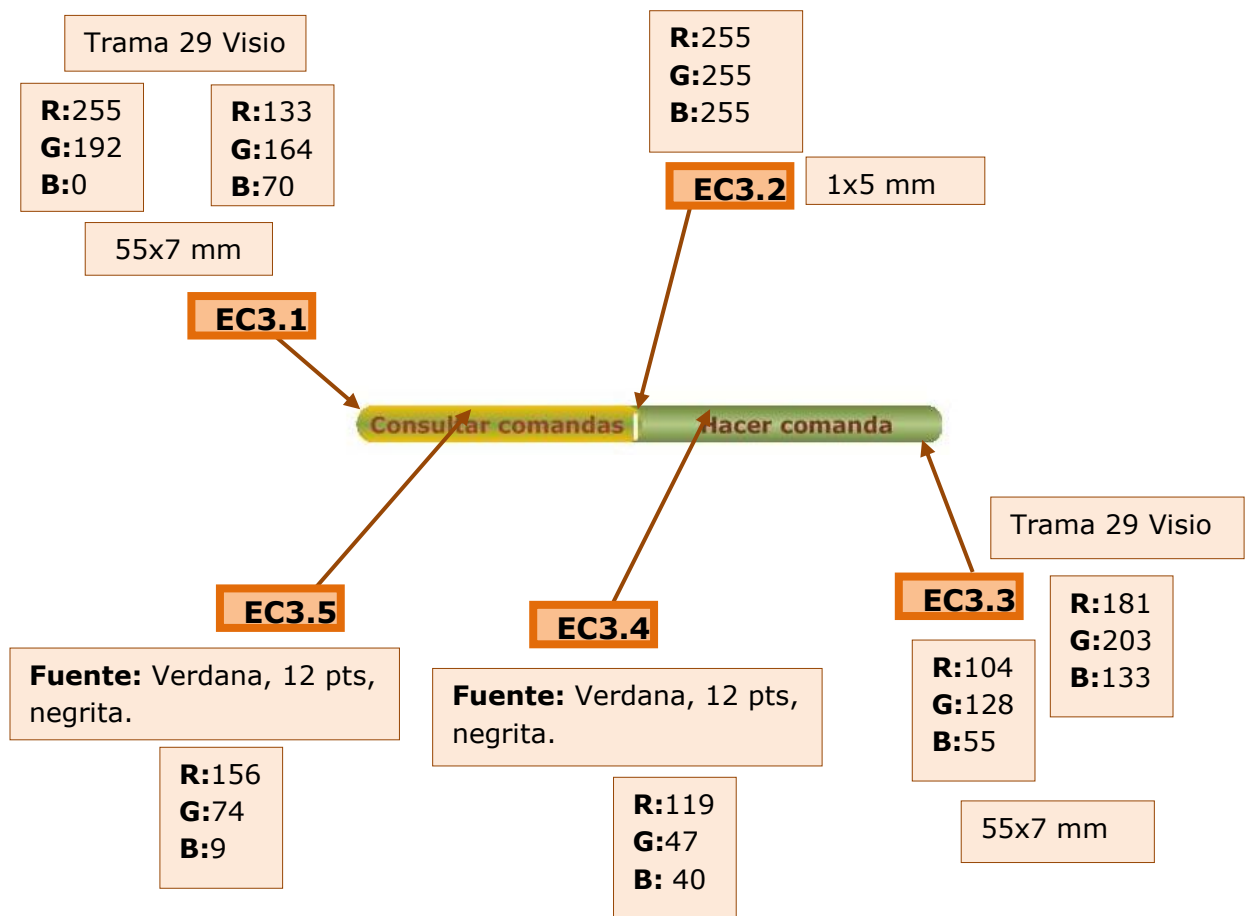 Trama 29 Visio
R:255
G:192
B:0
R:133
G:164
B:70
55x7 mm
EC3.1
R:255
G:255
B:255
EC3.2
1x5 mm
Consultar comandas
Hacer comanda
EC3.5
Fuente: Verdana, 12 pts,
negrita.
R:156
G:74
B:9
EC3.4
Fuente: Verdana, 12 pts,
negrita.
R:119
G:47
B: 40
Trama 29 Visio
EC3.3
R:181
G:203
B:133
R:104
G:128
B:55
55x7 mm